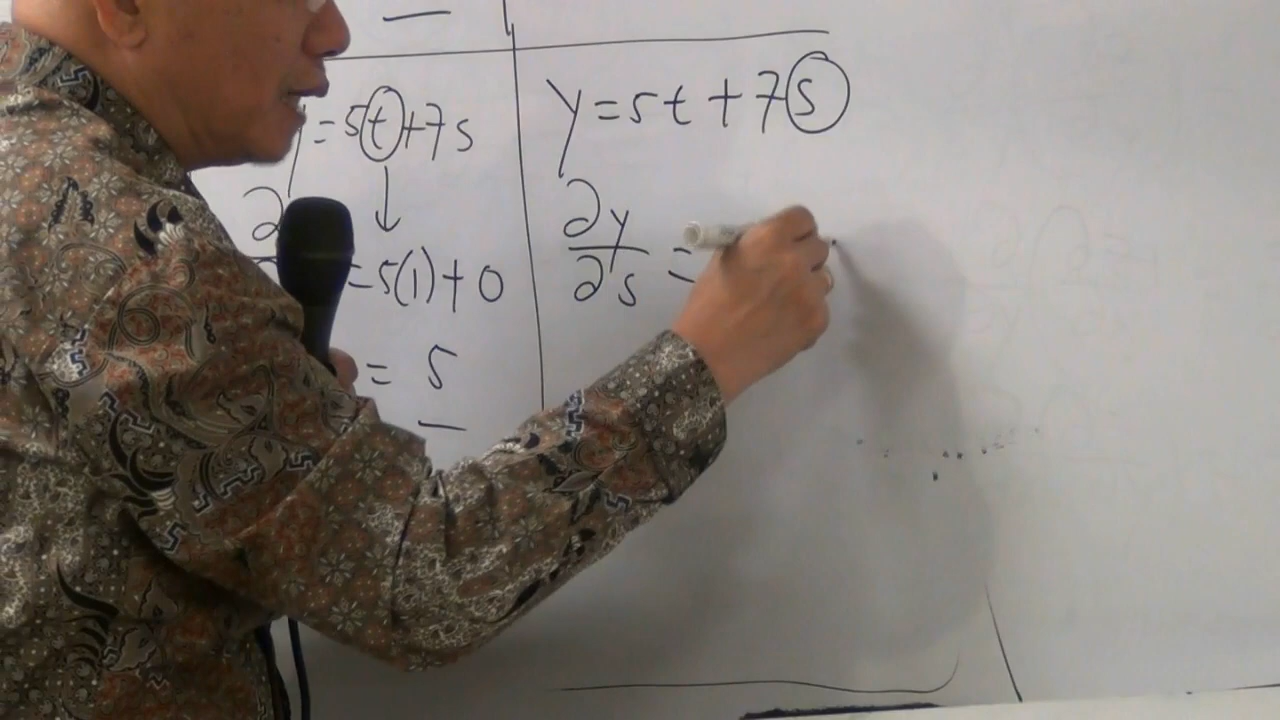 = 5t + 7s
∂
= 5(1) + 0
= 5
y = 5t + 7s
∂y
∂s =